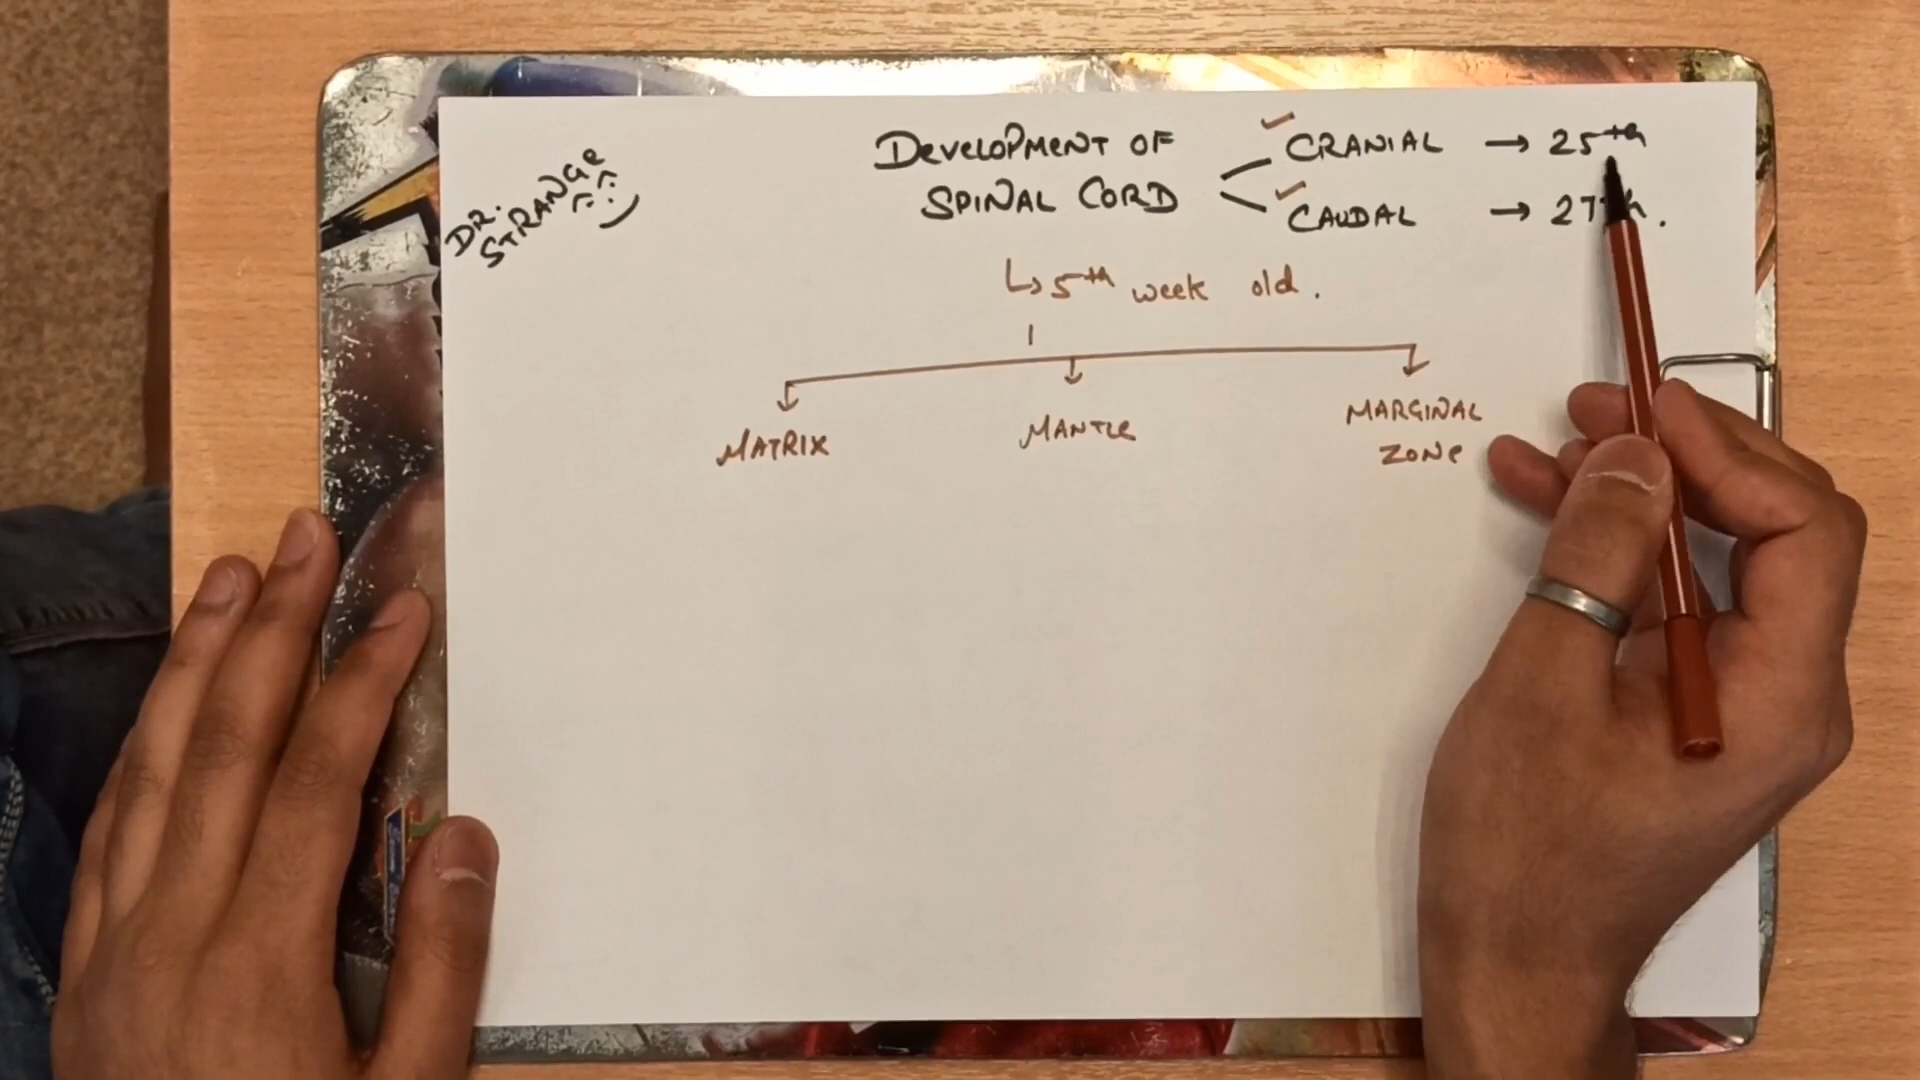 DR.
STRANGE
DEVELOPMENT OF
SPINAL CORD
CRANIAL → 25th
CAUDAL → 27th.
↳ 5th week old.
MATRIX
MANTLE
MARGINAL
ZONE